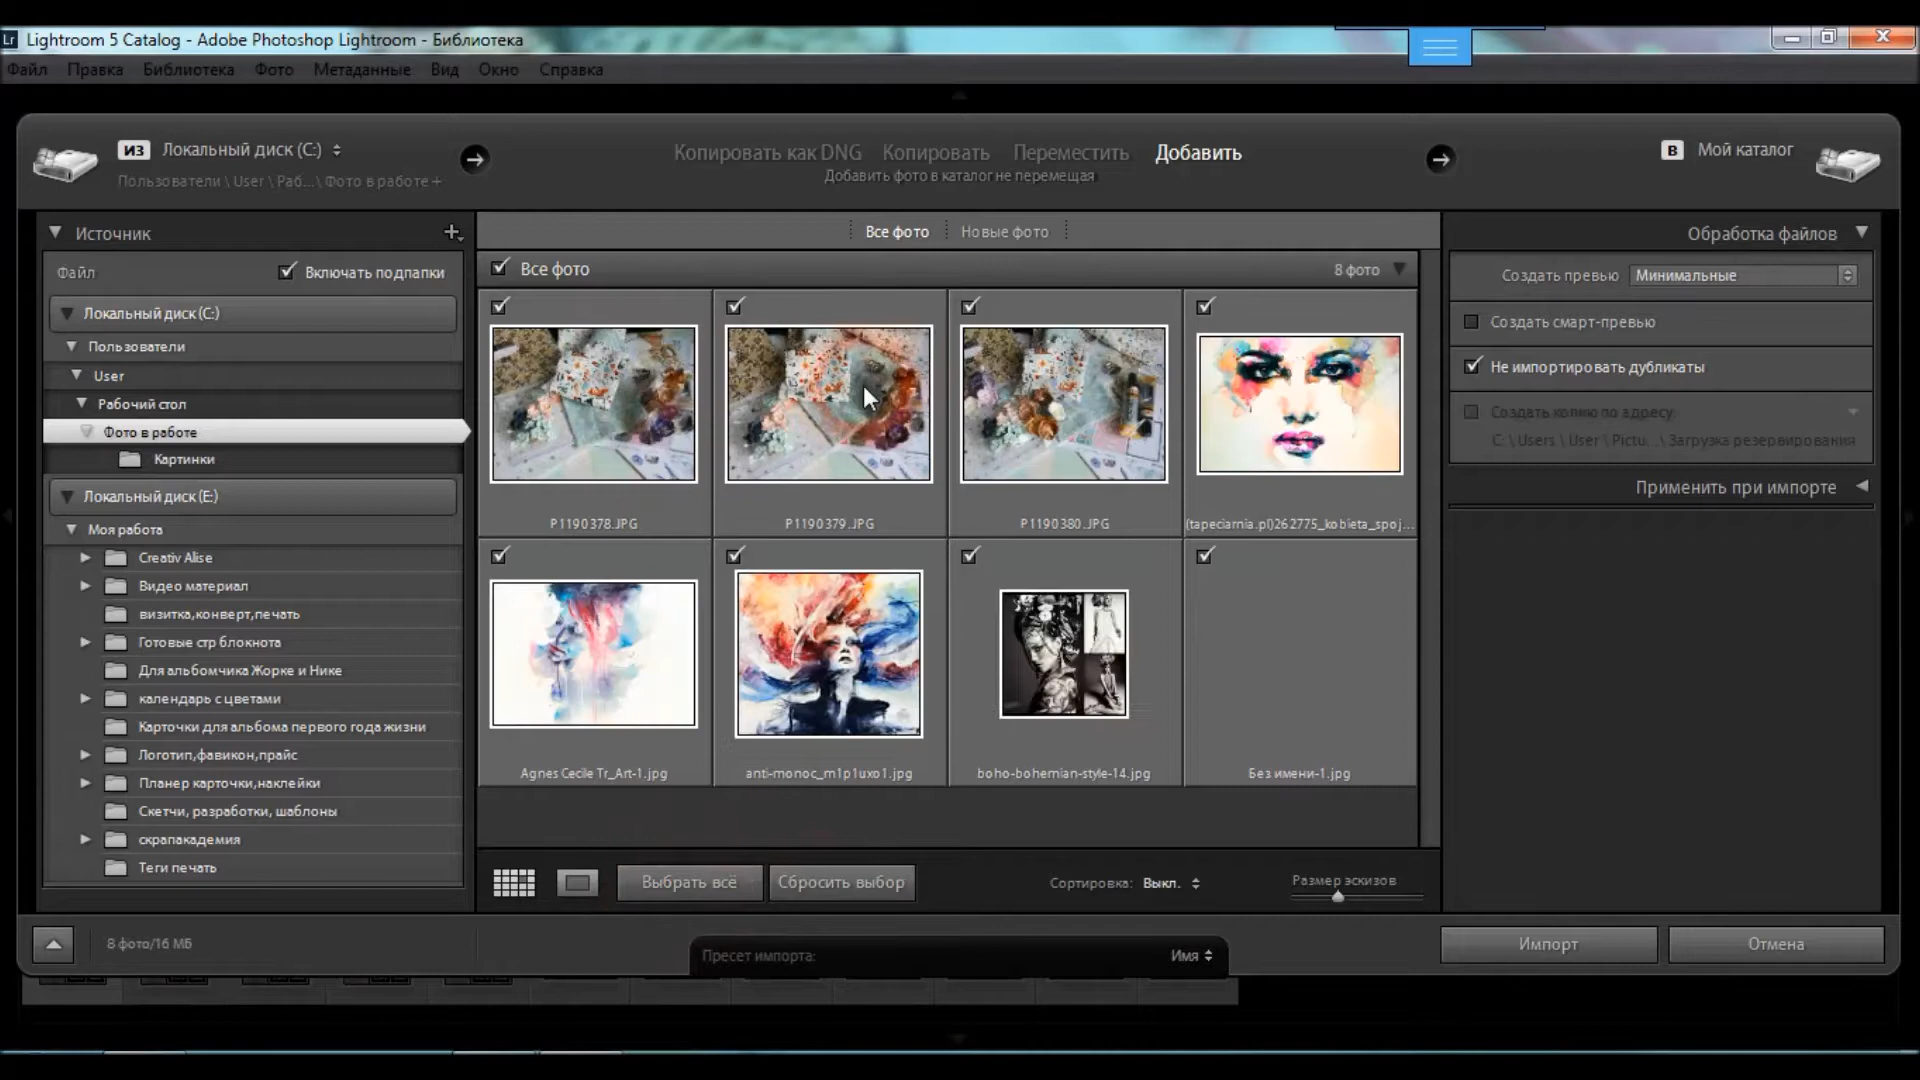 Lightroom 5 Catalog - Adobe Photoshop Lightroom - Библиотека
Файл Правка Библиотека Фото Метаданные Вид Окно Справка
ИЗ Локальный диск (C:)
Пользователи \ User \ Раб...\ Фото в работе +
Копировать как DNG Копировать Переместить Добавить
Добавить фото в каталог не перемещая
В Мой каталог
Источник
Файл Включать подпапки
Локальный диск (C:)
Пользователи
User
Рабочий стол
Фото в работе
Картинки
Локальный диск (E:)
Моя работа
Creativ Alise
Видео материал
визитка,конверт,печать
Готовые стр блокнота
Для альбомчика Жорке и Нике
календарь с цветами
Карточки для альбома первого года жизни
Логотип,фавикон,прайс
Планер карточки,наклейки
Скетчи, разработки, шаблоны
скрапакадемия
Теги печать
Все фото Новые фото
Все фото 8 фото
P1190378.JPG P1190379.JPG P1190380.JPG (tapeciarnia.pl)262775_kobieta_spoj...
Agnes Cecile Tr_Art-1.jpg anti-monoc_m1p1uxo1.jpg boho-bohemian-style-14.jpg Без имени-1.jpg
Выбрать всё Сбросить выбор Сортировка: Выкл. Размер эскизов
Обработка файлов
Создать превью Минимальные
Создать смарт-превью
Не импортировать дубликаты
Создать копию по адресу:
C: \ Users \ User \ Pictu...\ Загрузка резервирования
Применить при импорте
8 фото/16 МБ
Пресет импорта: Имя
Импорт Отмена